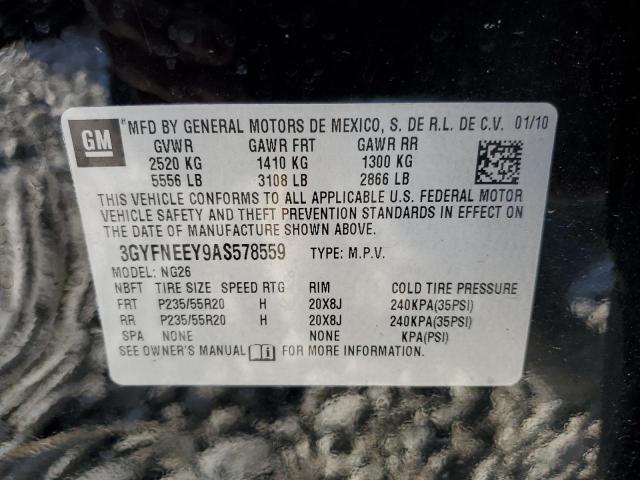 GM MFD BY GENERAL MOTORS DE MEXICO, S. DE R.L. DE C.V. 01/10
GVWR GAWR FRT GAWR RR
2520 KG 1410 KG 1300 KG
5556 LB 3108 LB 2866 LB
THIS VEHICLE CONFORMS TO ALL APPLICABLE U.S. FEDERAL MOTOR
VEHICLE SAFETY AND THEFT PREVENTION STANDARDS IN EFFECT ON
THE DATE OF MANUFACTURE SHOWN ABOVE.
3GYFNEEY9AS578559 TYPE: M.P.V.
MODEL: NG26
NBFT TIRE SIZE SPEED RTG RIM COLD TIRE PRESSURE
FRT P235/55R20 H 20X8J 240KPA(35PSI)
RR P235/55R20 H 20X8J 240KPA(35PSI)
SPA NONE NONE KPA(PSI)
SEE OWNER'S MANUAL FOR MORE INFORMATION.